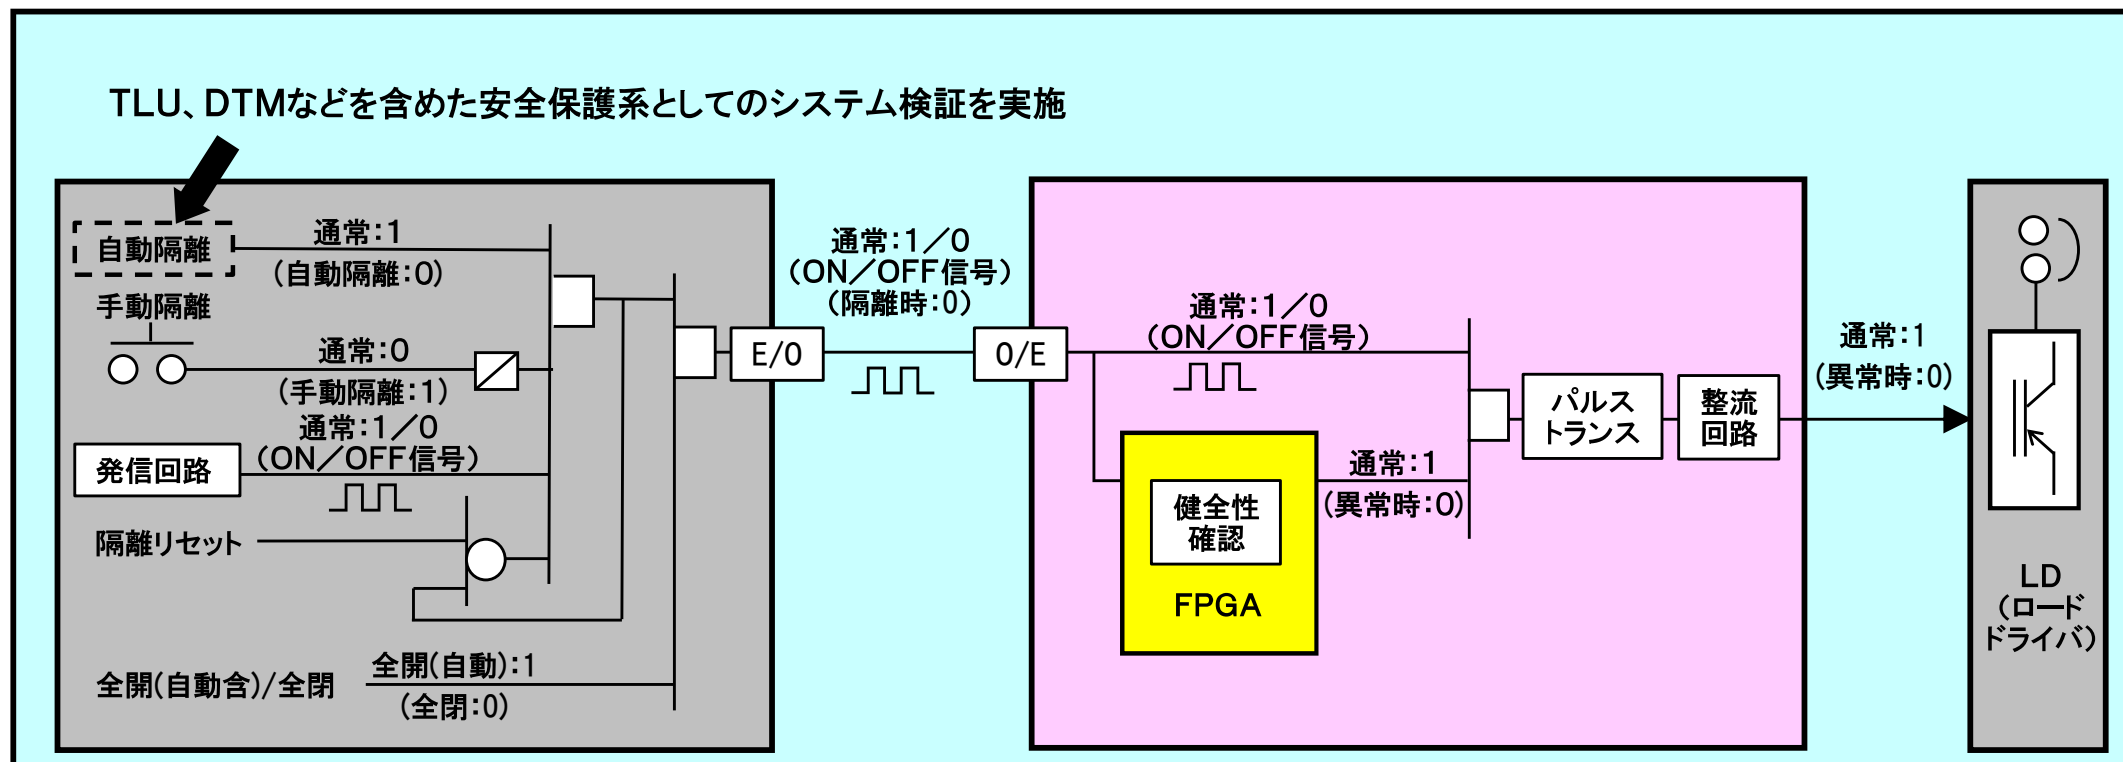 TLU、DTMなどを含めた安全保護系としてのシステム検証を実施
自動隔離
通常:1
(自動隔離:0)
手動隔離
通常:0
(手動隔離:1)
通常:1／0
(ON／OFF信号)
発信回路
隔離リセット
全開(自動含)/全閉
全開(自動):1
(全閉:0)
E/O
通常:1／0
(ON／OFF信号)
(隔離時:0)
O/E
通常:1／0
(ON／OFF信号)
健全性
確認
FPGA
通常:1
(異常時:0)
パルス
トランス
整流
回路
通常:1
(異常時:0)
LD
(ロード
ドライバ)